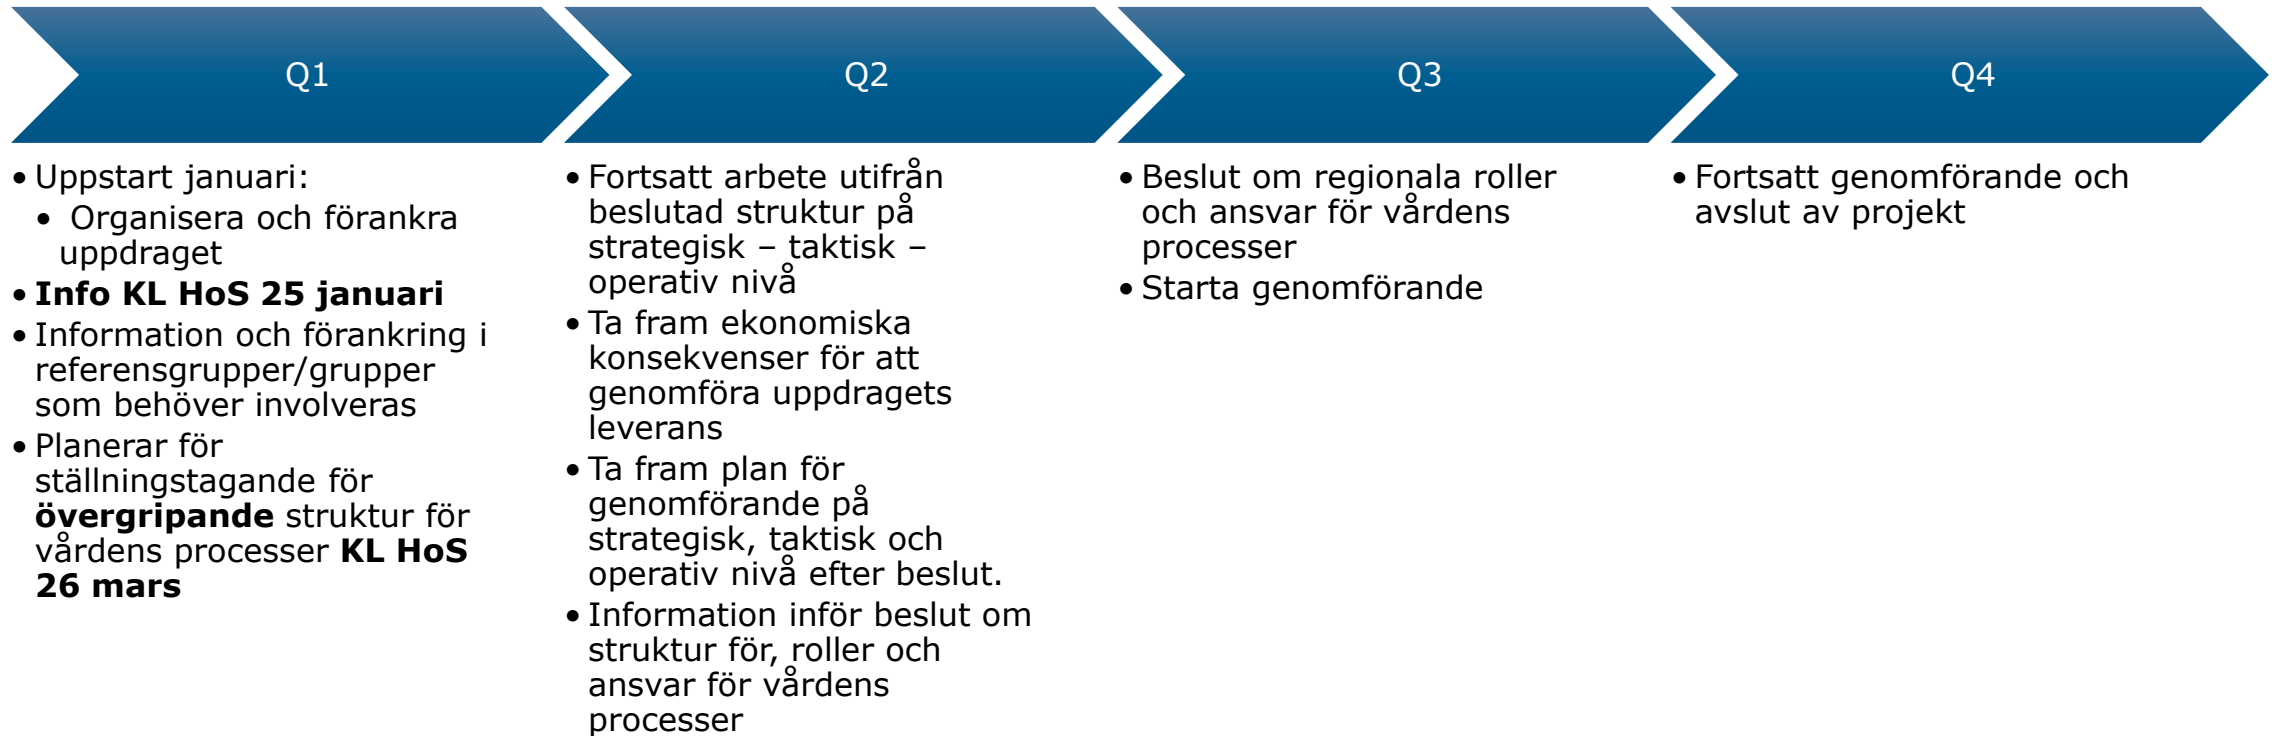 Q1
• Uppstart januari:
• Organisera och förankra
uppdraget
• Info KL HoS 25 januari
• Information och förankring i
referensgrupper/grupper
som behöver involveras
• Planerar för
ställningstagande för
övergripande struktur för
vårdens processer KL HoS
26 mars
Q2
• Fortsatt arbete utifrån
beslutad struktur på
strategisk – taktisk –
operativ nivå
• Ta fram ekonomiska
konsekvenser för att
genomföra uppdragets
leverans
• Ta fram plan för
genomförande på
strategisk, taktisk och
operativ nivå efter beslut.
• Information inför beslut om
struktur för, roller och
ansvar för vårdens
processer
Q3
• Beslut om regionala roller
och ansvar för vårdens
processer
• Starta genomförande
Q4
• Fortsatt genomförande och
avslut av projekt